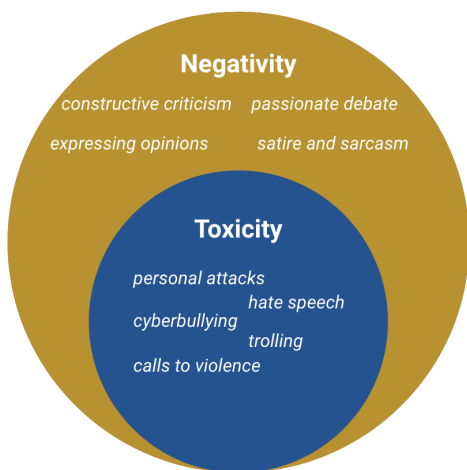 Negativity
constructive criticism passionate debate
expressing opinions satire and sarcasm
Toxicity
personal attacks
hate speech
cyberbullying
trolling
calls to violence